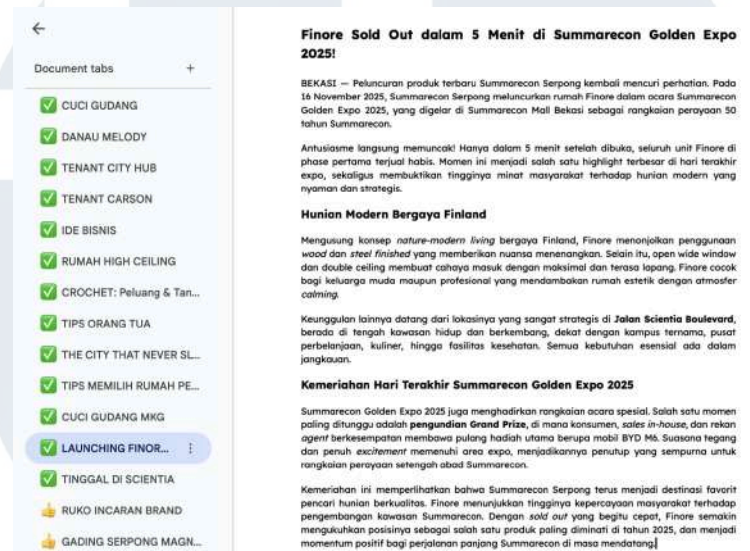 Document tabs +
CUCI GUDANG
DANAU MELODY
TENANT CITY HUB
TENANT CARSON
IDE BISNIS
RUMAH HIGH CEILING
CROCHET: Peluang & Tan...
TIPS ORANG TUA
THE CITY THAT NEVER SL...
TIPS MEMILIH RUMAH PE...
CUCI GUDANG MKG
LAUNCHING FINOR...
TINGGAL DI SCIENTIA
RUKO INCARAN BRAND
GADING SERPONG MAGN...
Finore Sold Out dalam 5 Menit di Summarecon Golden Expo
2025!
BEKASI — Peluncuran produk terbaru Summarecon Serpong kembali mencuri perhatian. Pada
16 November 2025, Summarecon Serpong meluncurkan rumah Finore dalam acara Summarecon
Golden Expo 2025, yang digelar di Summarecon Mall Bekasi sebagai rangkaian perayaan 50
tahun Summarecon.
Antusiasme langsung memuncak! Hanya dalam 5 menit setelah dibuka, seluruh unit Finore di
phase pertama terjual habis. Momen ini menjadi salah satu highlight terbesar di hari terakhir
expo, sekaligus membuktikan tingginya minat masyarakat terhadap hunian modern yang
nyaman dan strategis.
Hunian Modern Bergaya Finland
Mengusung konsep nature-modern living bergaya Finland, Finore menonjolkan penggunaan
wood dan steel finished yang memberikan nuansa menenangkan. Selain itu, open wide window
dan double ceiling membuat cahaya masuk dengan maksimal dan terasa lapang. Finore cocok
bagi keluarga muda maupun profesional yang mendambakan rumah estetik dengan atmosfer
calming.
Keunggulan lainnya datang dari lokasinya yang sangat strategis di Jalan Scientia Boulevard,
berada di tengah kawasan hidup dan berkembang, dekat dengan kampus ternama, pusat
perbelanjaan, kuliner, hingga fasilitas kesehatan. Semua kebutuhan esensial ada dalam
jangkauan.
Kemeriahan Hari Terakhir Summarecon Golden Expo 2025
Summarecon Golden Expo 2025 juga menghadirkan rangkaian acara spesial. Salah satu momen
paling ditunggu adalah pengundian Grand Prize, di mana konsumen, sales in-house, dan rekan
agent berkesempatan membawa pulang hadiah utama berupa mobil BYD M6. Suasana tegang
dan penuh excitement memenuhi area expo, menjadikannya penutup yang sempurna untuk
rangkaian perayaan setengah abad Summarecon.
Kemeriahan ini memperlihatkan bahwa Summarecon Serpong terus menjadi destinasi favorit
pencari hunian berkualitas. Finore menunjukkan tingginya kepercayaan masyarakat terhadap
pengembangan kawasan Summarecon. Dengan sold out yang begitu cepat, Finore semakin
mengukuhkan posisinya sebagai salah satu produk paling diminati di tahun 2025, dan menjadi
momentum positif bagi perjalanan panjang Summarecon di masa mendatang.